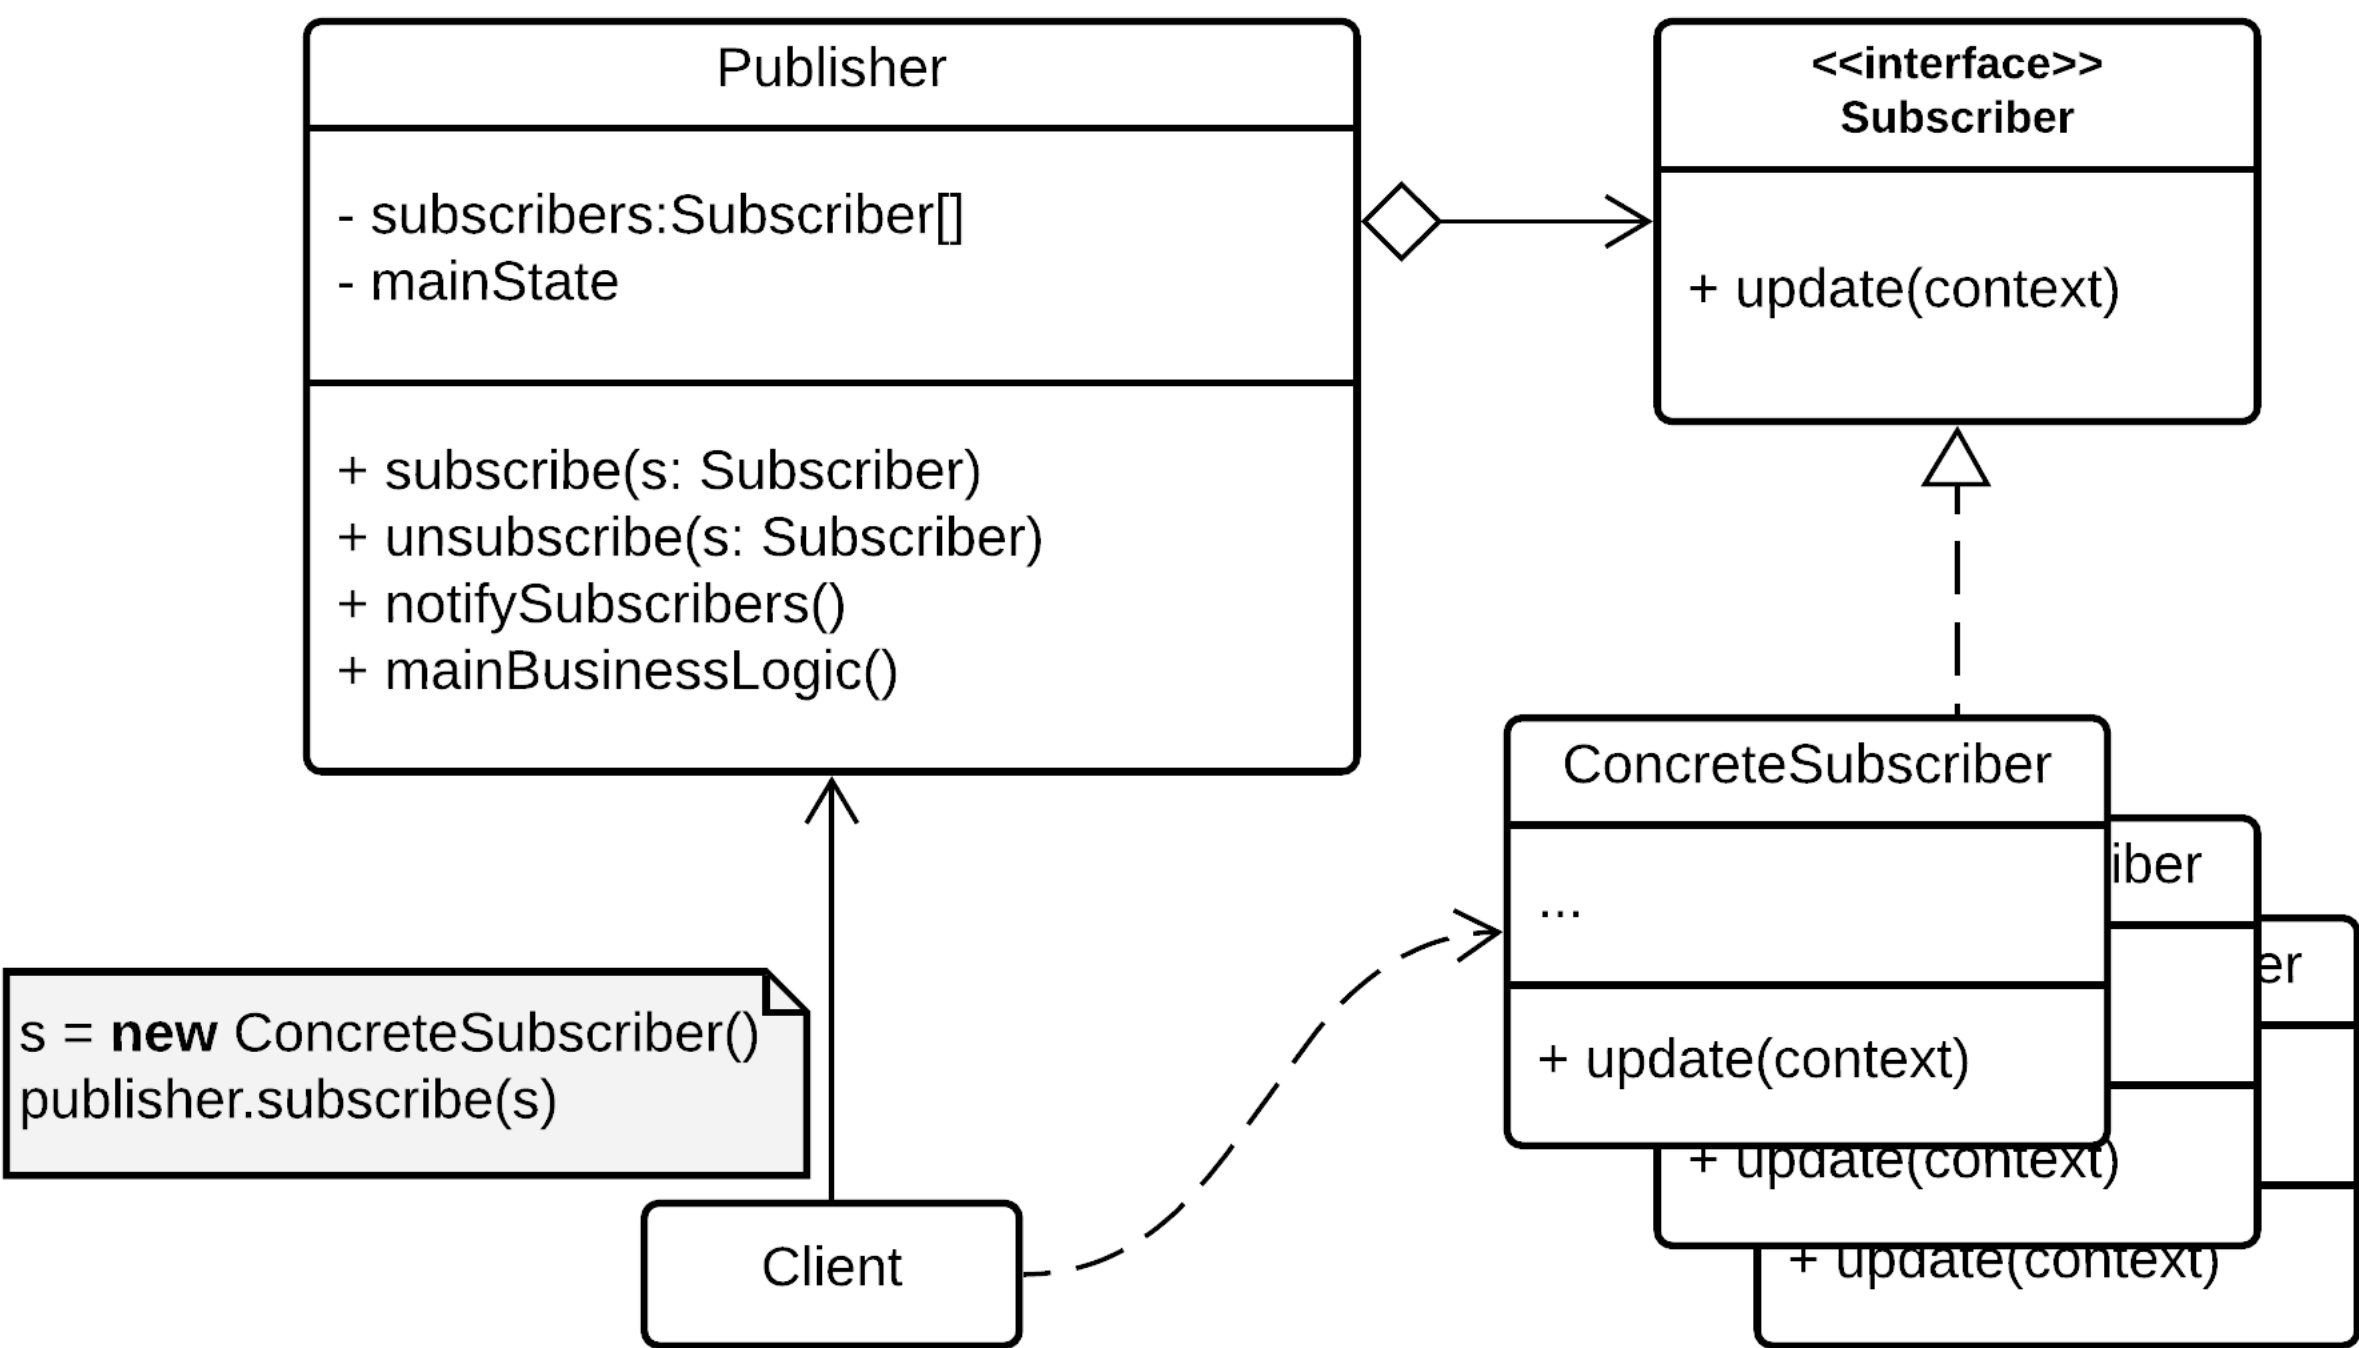 Publisher
- subscribers:Subscriber[]
- mainState
+ subscribe(s: Subscriber)
+ unsubscribe(s: Subscriber)
+ notifySubscribers()
+ mainBusinessLogic()
<<interface>>
Subscriber
+ update(context)
ConcreteSubscriber
...
+ update(context)
iber
+ update(context)
er
+ update(context)
s = new ConcreteSubscriber()
publisher.subscribe(s)
Client